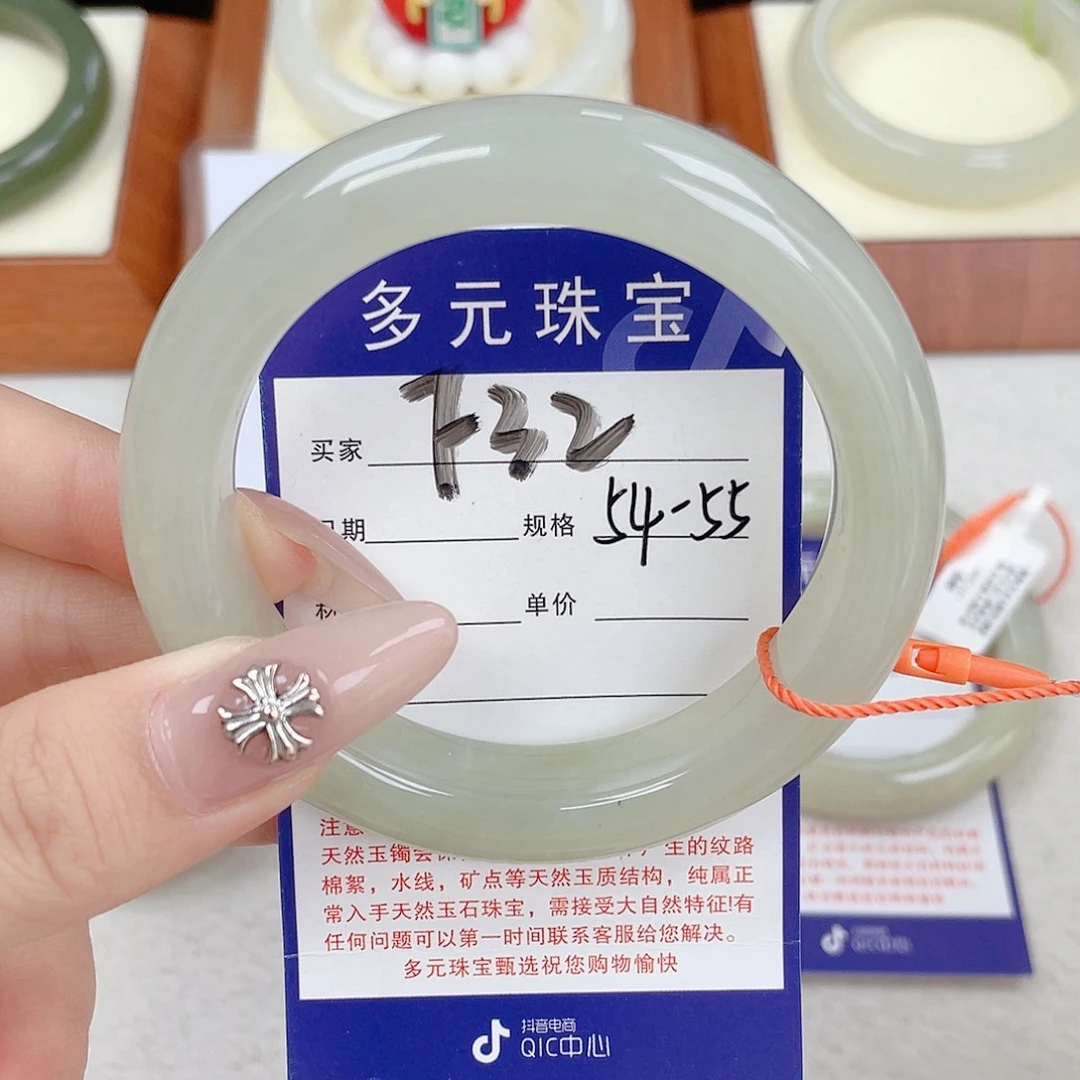 多元珠宝
买家 F32
期 规格 54-55
单价
注意
天然玉镯会 生的纹路
棉絮，水线，矿点等天然玉质结构，纯属正
常入手天然玉石珠宝，需接受大自然特征!有
任何问题可以第一时间联系客服给您解决。
多元珠宝甄选祝您购物愉快
抖音电商
QIC中心
QIC中心